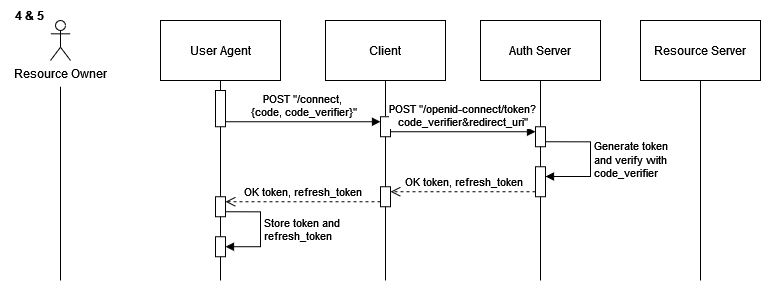 4 & 5
Resource Owner
User Agent
Client
Auth Server
Resource Server
POST "/connect,
{code, code_verifier}"
POST "/openid-connect/token?
code_verifier&redirect_uri"
Generate token
and verify with
code_verifier
OK token, refresh_token
OK token, refresh_token
Store token and
refresh_token